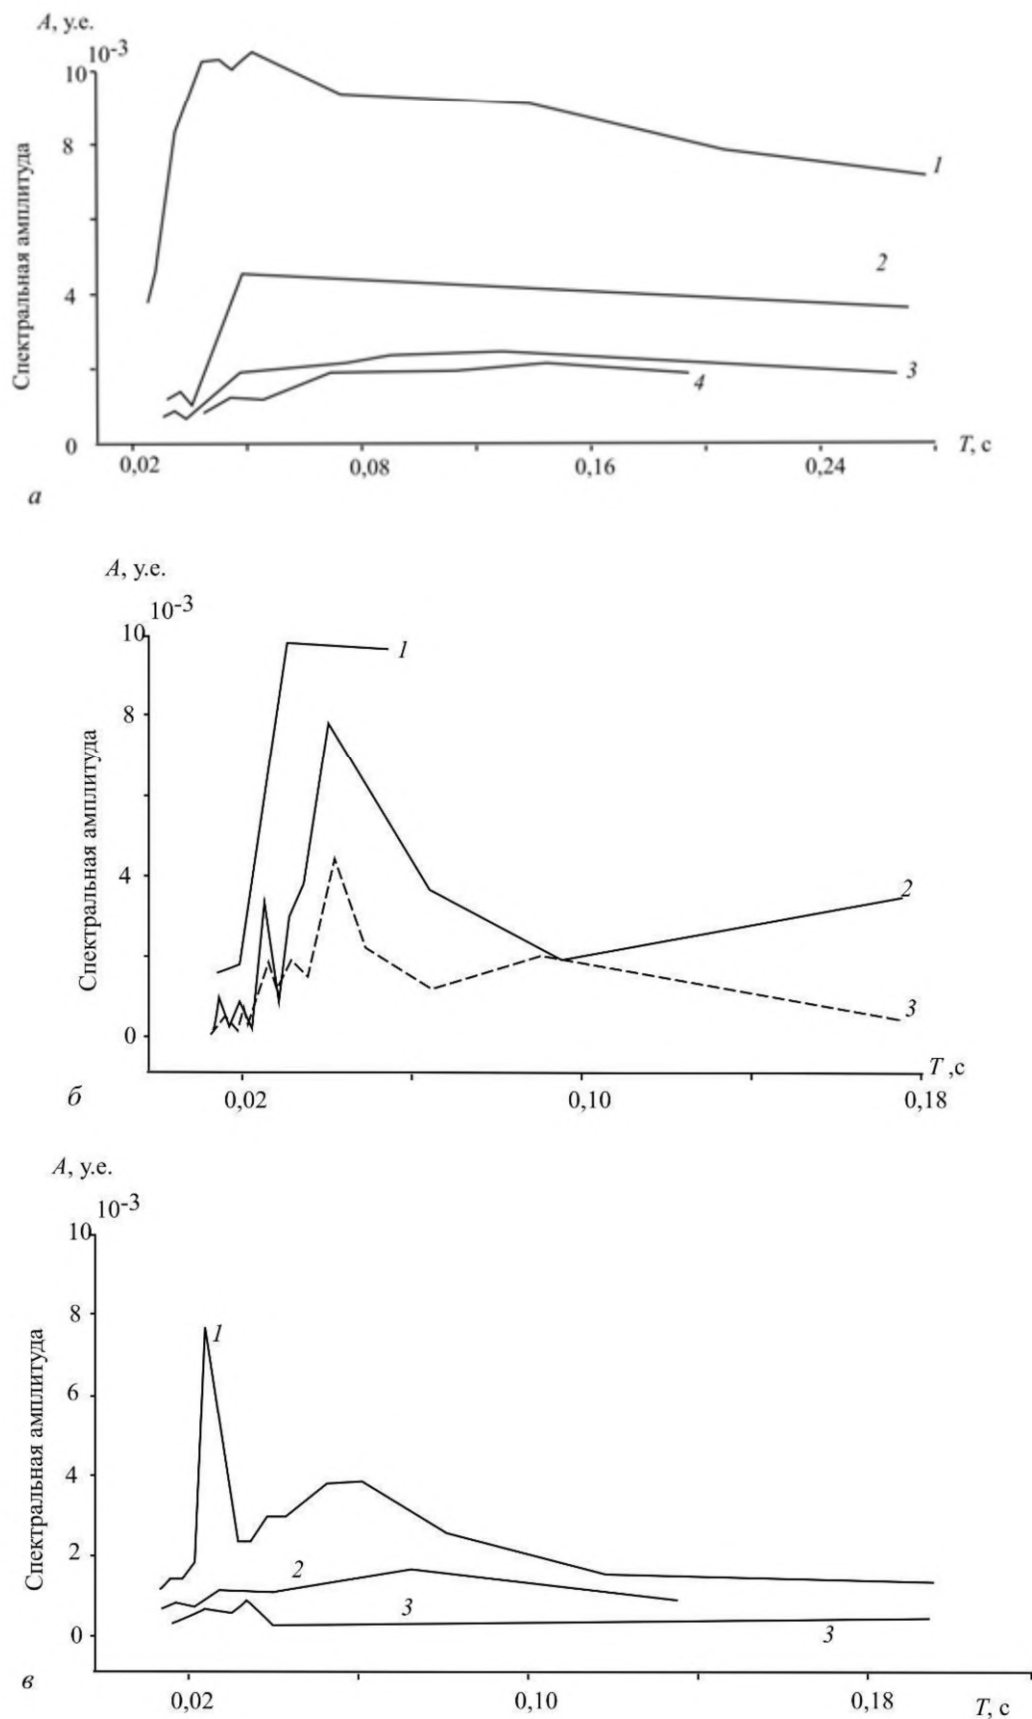 A, у.е.
10-3
10
8
4
0
Спектральная амплитуда
1
2
3
4
0,02 0,08 0,16 0,24
T, с
а
A, у.е.
10-3
10
8
4
0
Спектральная амплитуда
1
2
3
T ,с
0,02 0,10 0,18
б
A, у.е.
10-3
10
8
6
4
2
0
Спектральная амплитуда
1
2
3
3
0,02 0,10 0,18
T, с
в